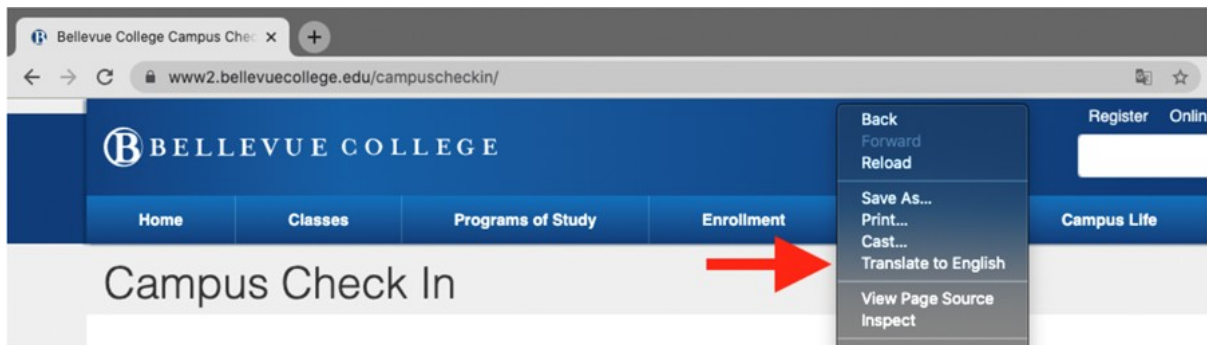 Bellevue College Campus Chec
www2.bellevuecollege.edu/campuscheckin/
Register Onlin
BELLEVUE COLLEGE
Home Classes Programs of Study Enrollment Campus Life
Campus Check In
Back
Forward
Reload
Save As...
Print...
Cast...
Translate to English
View Page Source
Inspect